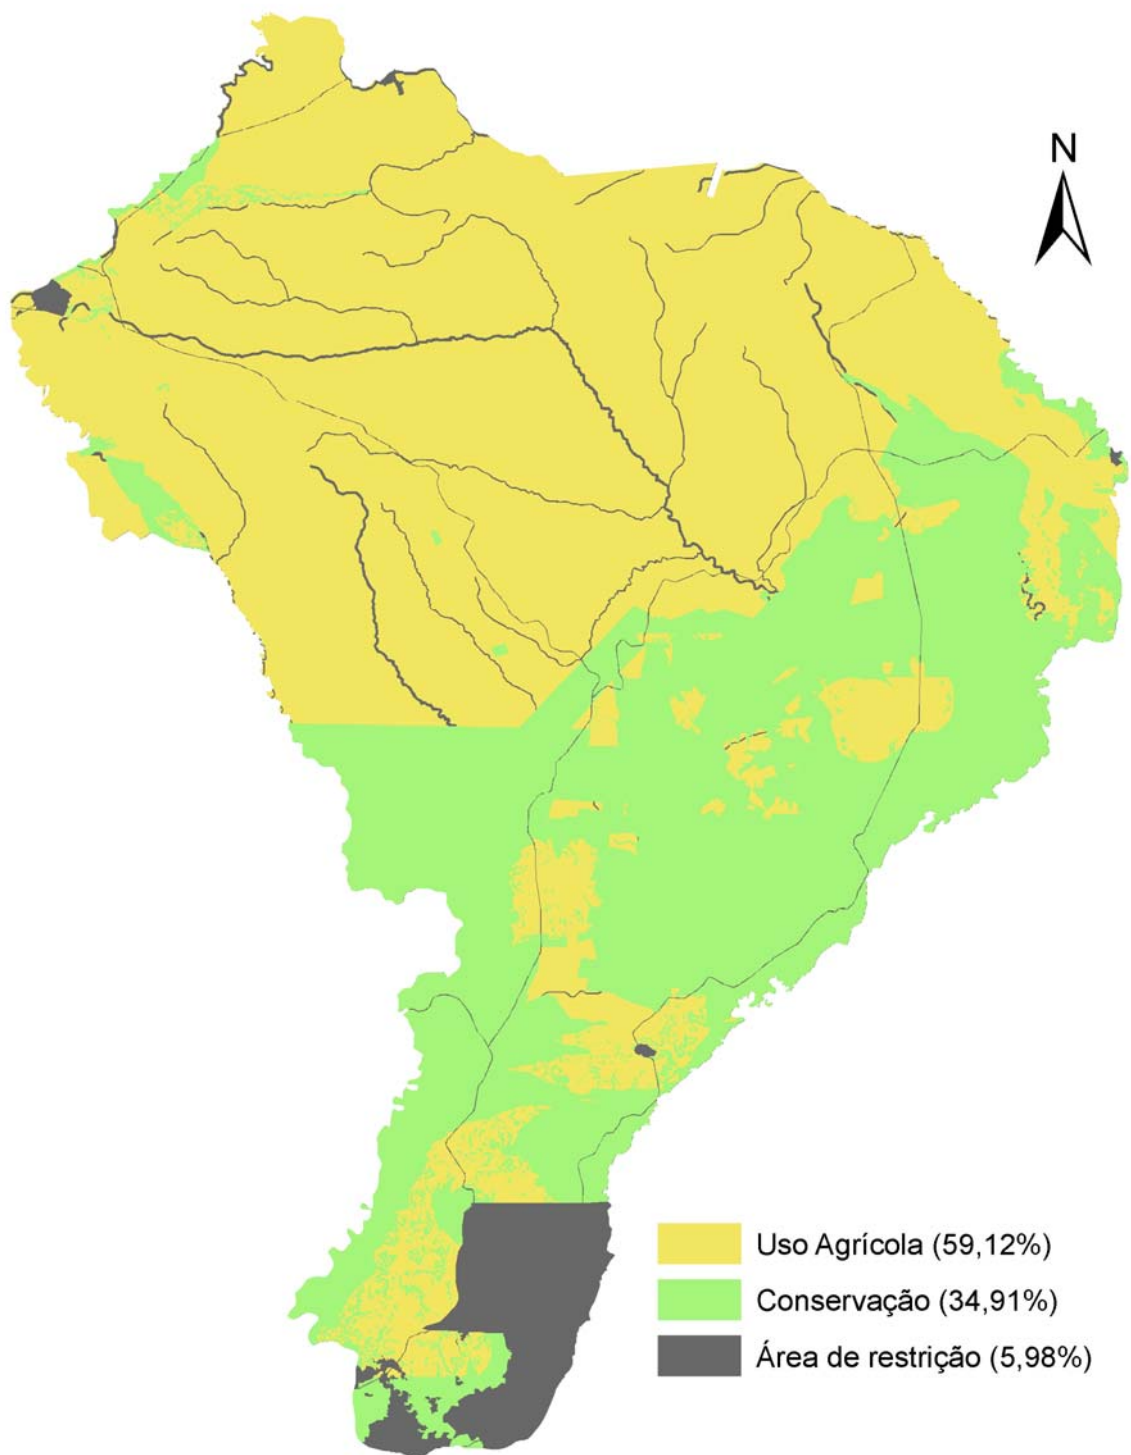 N
Uso Agrícola (59,12%)
Conservação (34,91%)
Área de restrição (5,98%)